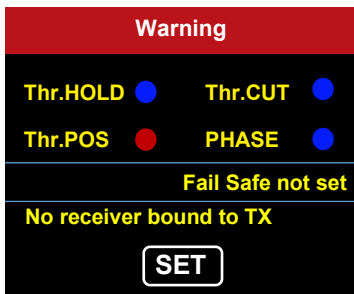 Warning
Thr.HOLD Thr.CUT
Thr.POS PHASE
Fail Safe not set
No receiver bound to TX
SET